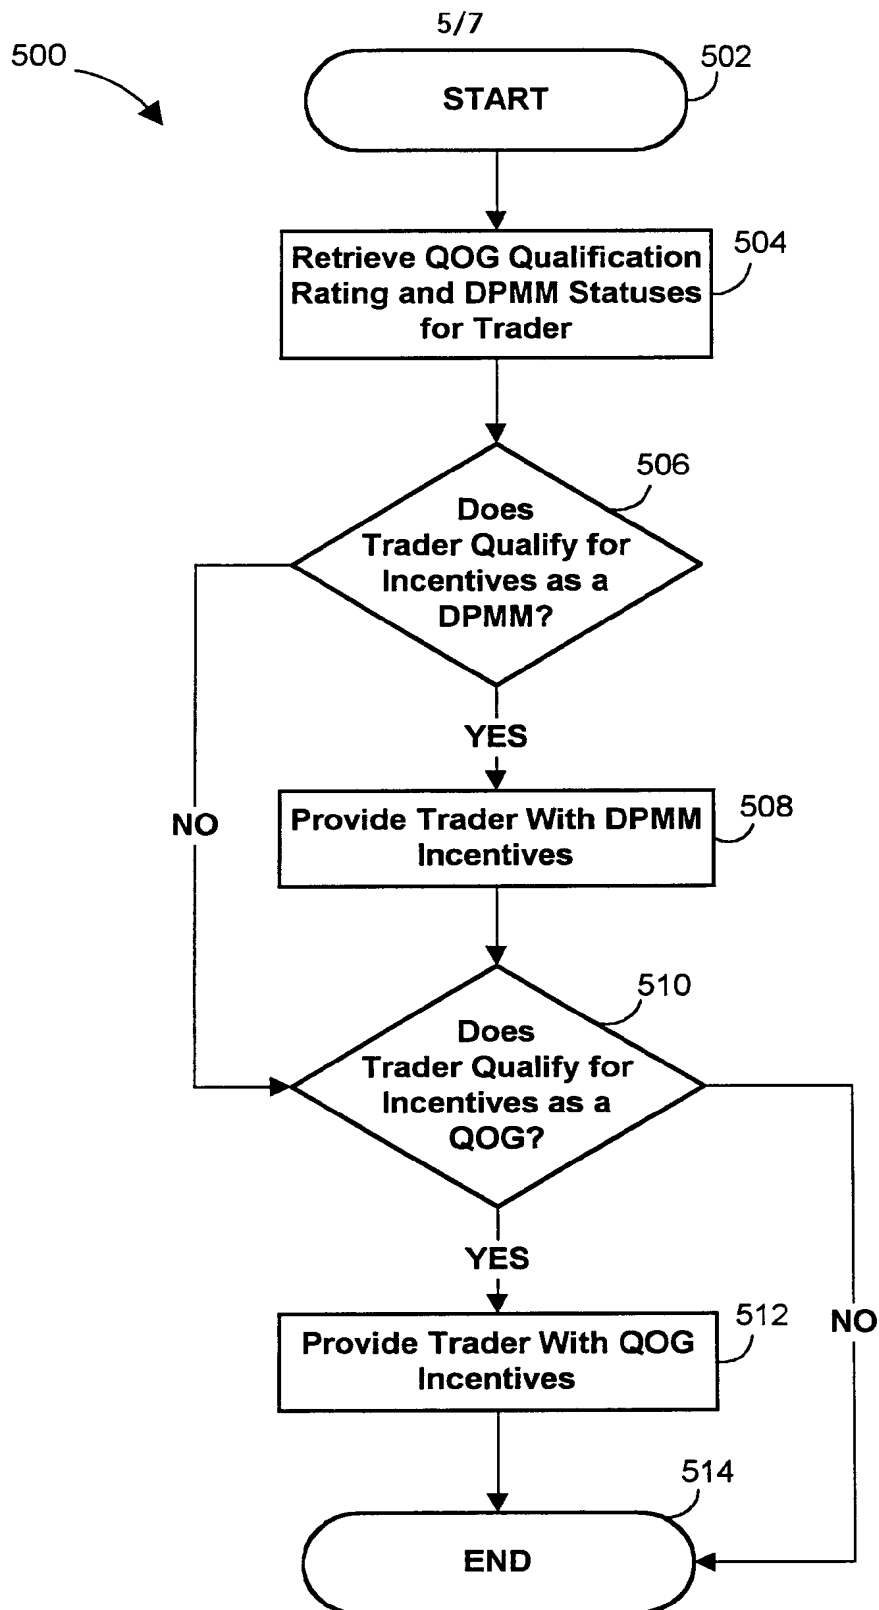 5/7
500
502
START
504
Retrieve QOG Qualification
Rating and DPMM Statuses
for Trader
506
Does
Trader Qualify for
Incentives as a
DPMM?
YES
NO
508
Provide Trader With DPMM
Incentives
510
Does
Trader Qualify for
Incentives as a
QOG?
YES
NO
512
Provide Trader With QOG
Incentives
514
END